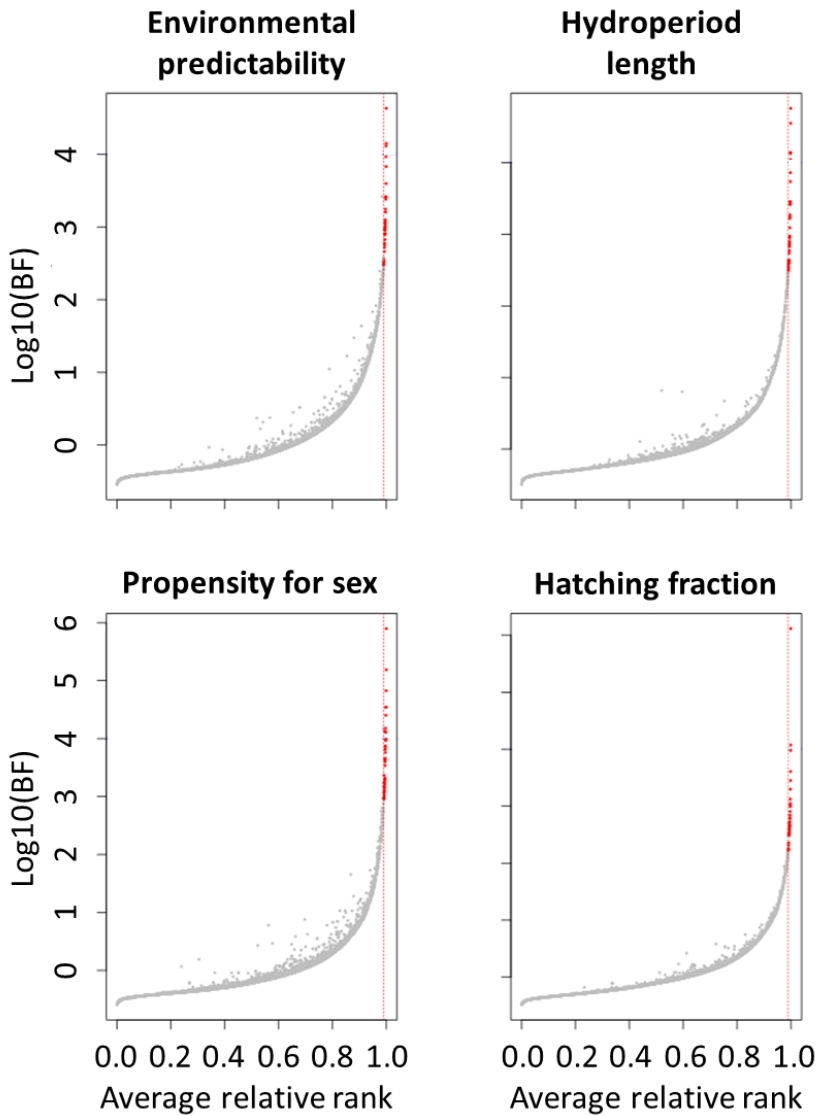 Environmental
predictability
Hydroperiod
length
Log10(BF)
4
3
2
1
0
Propensity for sex
Hatching fraction
Log10(BF)
6
5
4
3
2
1
0
0.0 0.2 0.4 0.6 0.8 1.0
0.0 0.2 0.4 0.6 0.8 1.0
Average relative rank
Average relative rank